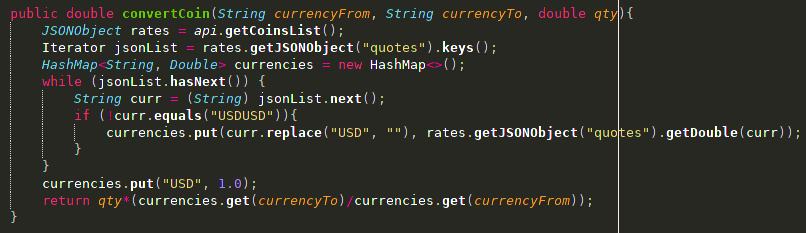 public double convertCoin(String currencyFrom, String currencyTo, double qty){
JSONObject rates = api.getCoinsList();
Iterator jsonList = rates.getJSONObject("quotes").keys();
HashMap<String, Double> currencies = new HashMap<>();
while (jsonList.hasNext()) {
String curr = (String) jsonList.next();
if (!curr.equals("USDUSD")){
currencies.put(curr.replace("USD", ""), rates.getJSONObject("quotes").getDouble(curr));
}
}
currencies.put("USD", 1.0);
return qty*(currencies.get(currencyTo)/currencies.get(currencyFrom));
}